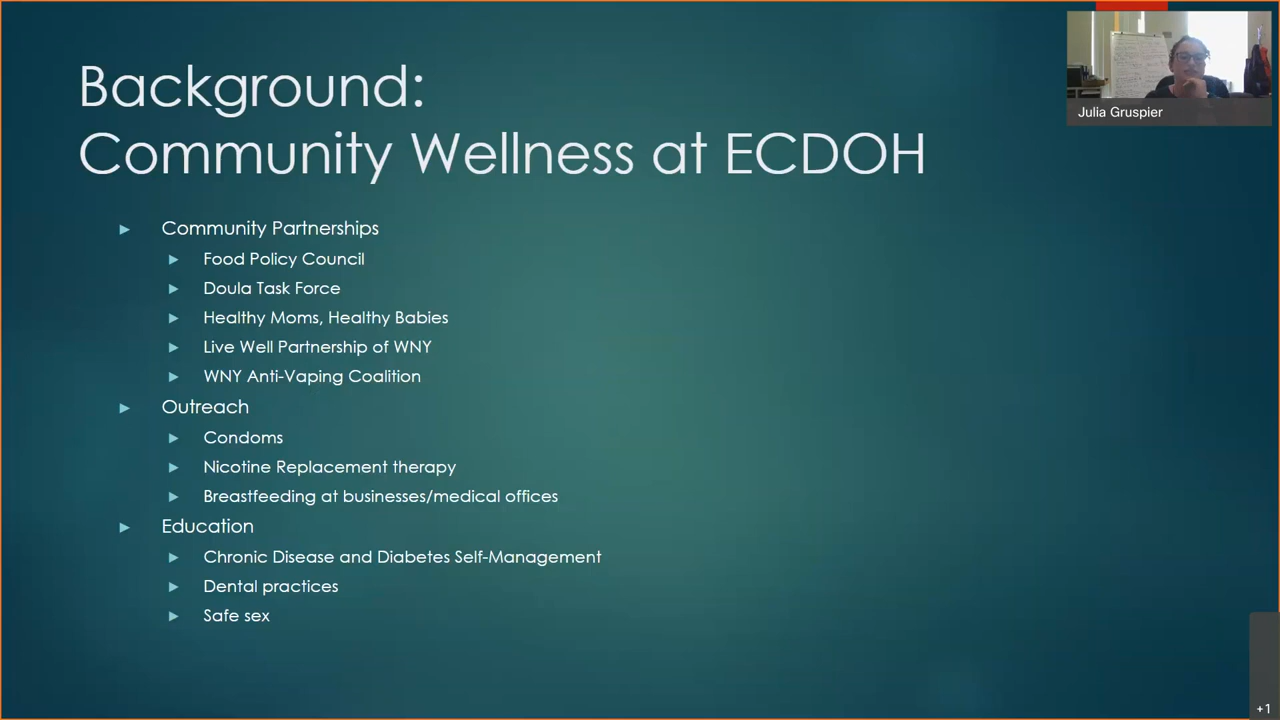 Background:
Community Wellness at ECDOH
Community Partnerships
Food Policy Council
Doula Task Force
Healthy Moms, Healthy Babies
Live Well Partnership of WNY
WNY Anti-Vaping Coalition
Outreach
Condoms
Nicotine Replacement therapy
Breastfeeding at businesses/medical offices
Education
Chronic Disease and Diabetes Self-Management
Dental practices
Safe sex
Julia Gruspier
+1